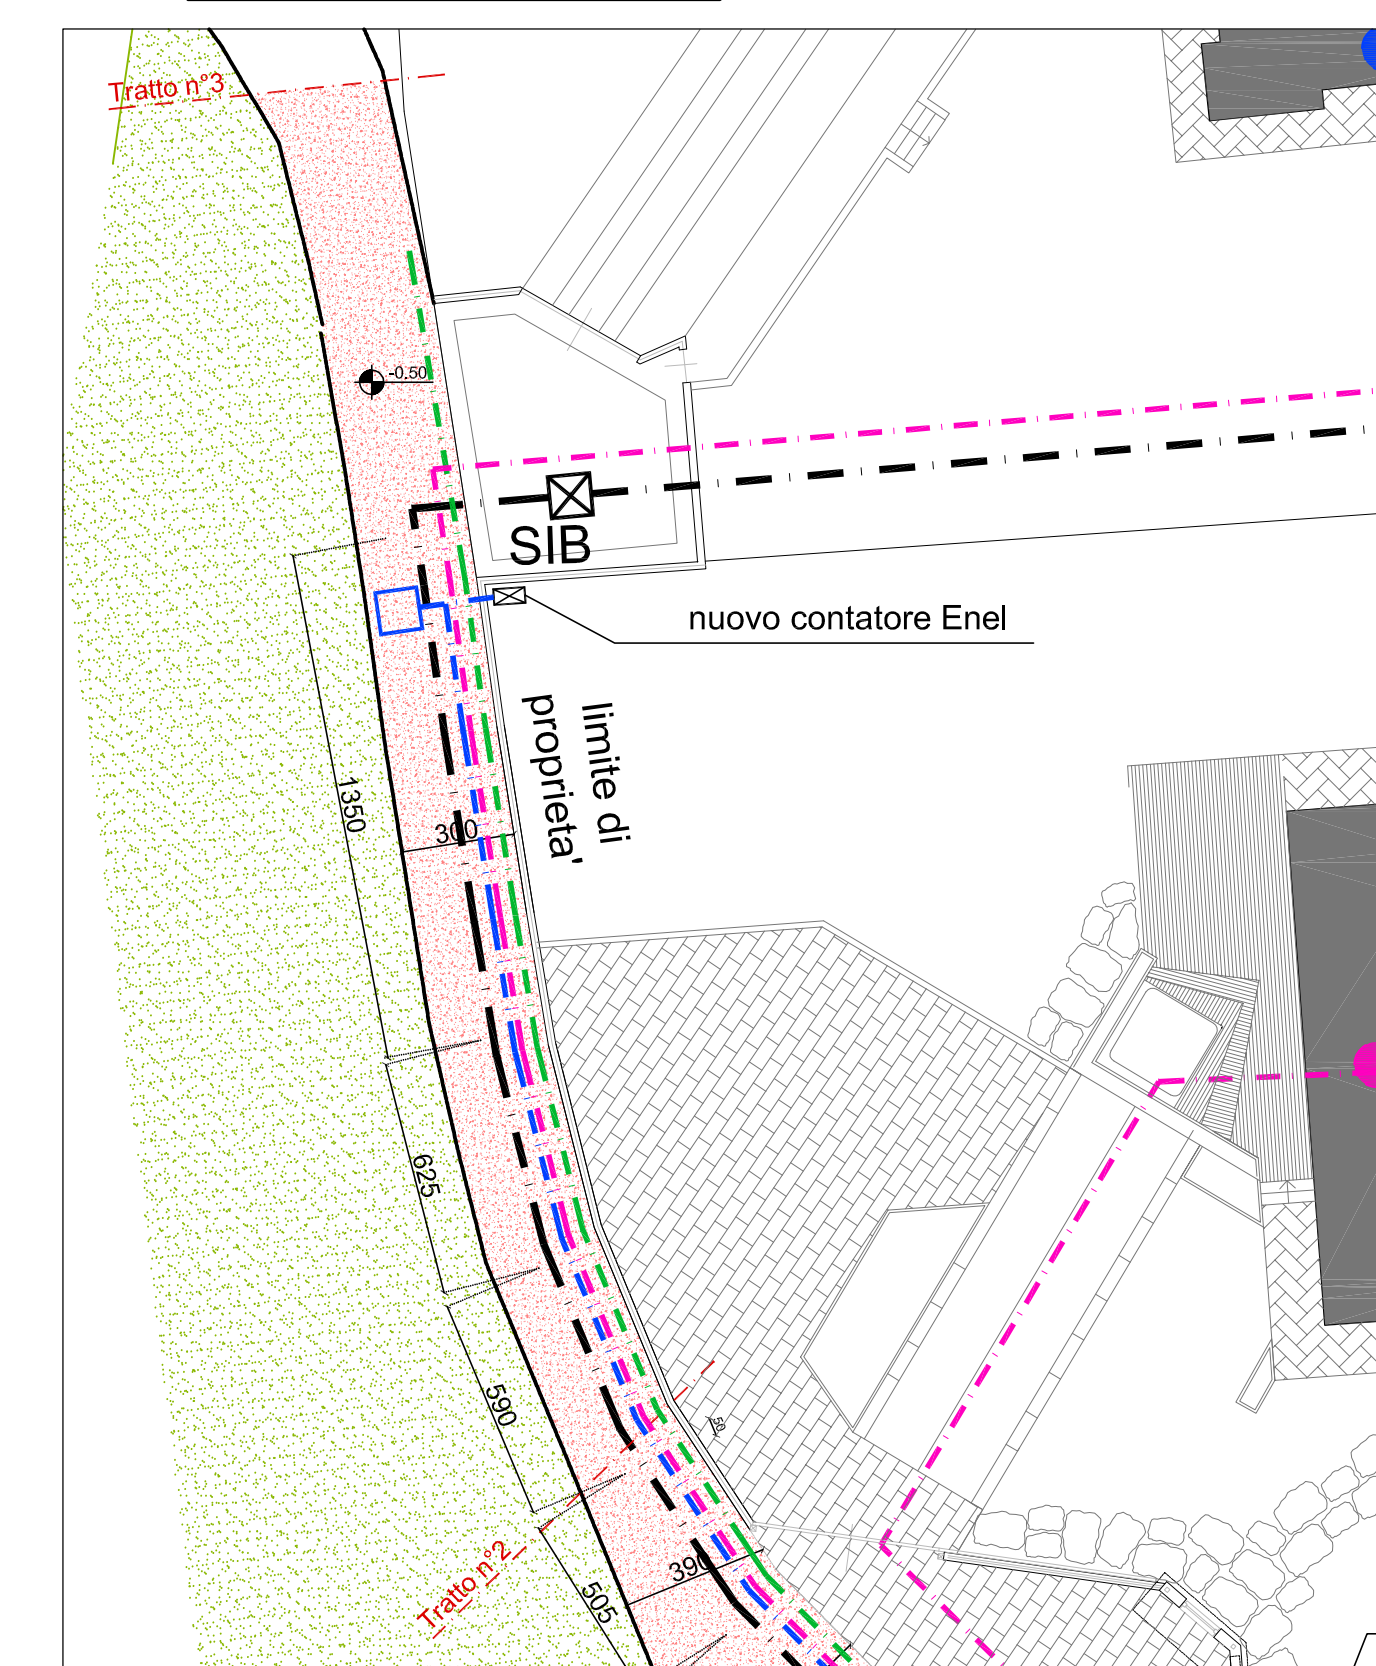 Tratto n°3
-0.50
SIB
nuovo contatore Enel
limite di
proprieta'
1350
300
625
590
50
Tratto n°2
390
505